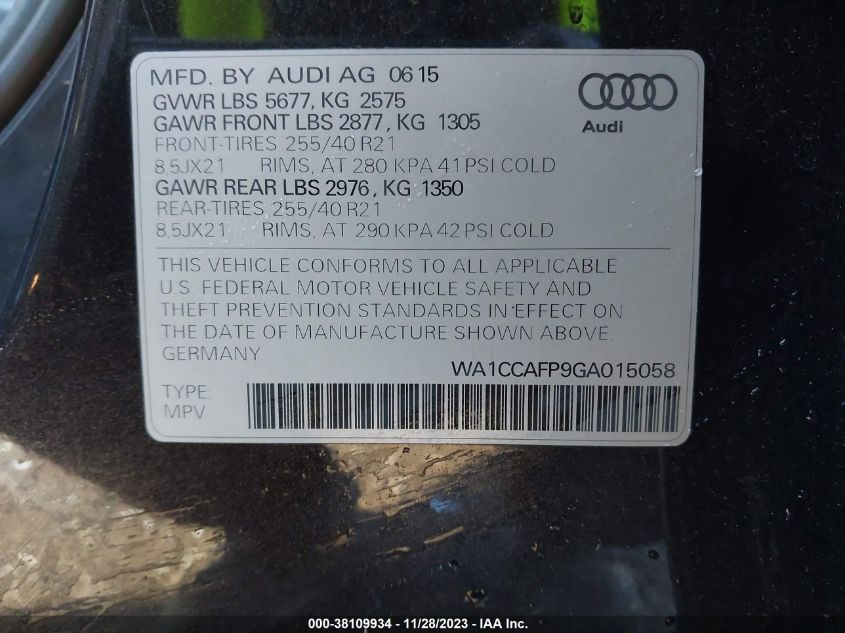 MFD. BY AUDI AG 06 15
GVWR LBS 5677, KG 2575
GAWR FRONT LBS 2877, KG 1305
FRONT-TIRES 255/40 R21
8,5JX21 RIMS, AT 280 KPA 41 PSI COLD
GAWR REAR LBS 2976, KG 1350
REAR-TIRES 255/40 R21
8,5JX21 RIMS, AT 290 KPA 42 PSI COLD
Audi
THIS VEHICLE CONFORMS TO ALL APPLICABLE
U.S. FEDERAL MOTOR VEHICLE SAFETY AND
THEFT PREVENTION STANDARDS IN EFFECT ON
THE DATE OF MANUFACTURE SHOWN ABOVE.
GERMANY
WA1CCAFP9GA015058
TYPE:
MPV
000-38109934 - 11/28/2023 - IAAI.COM